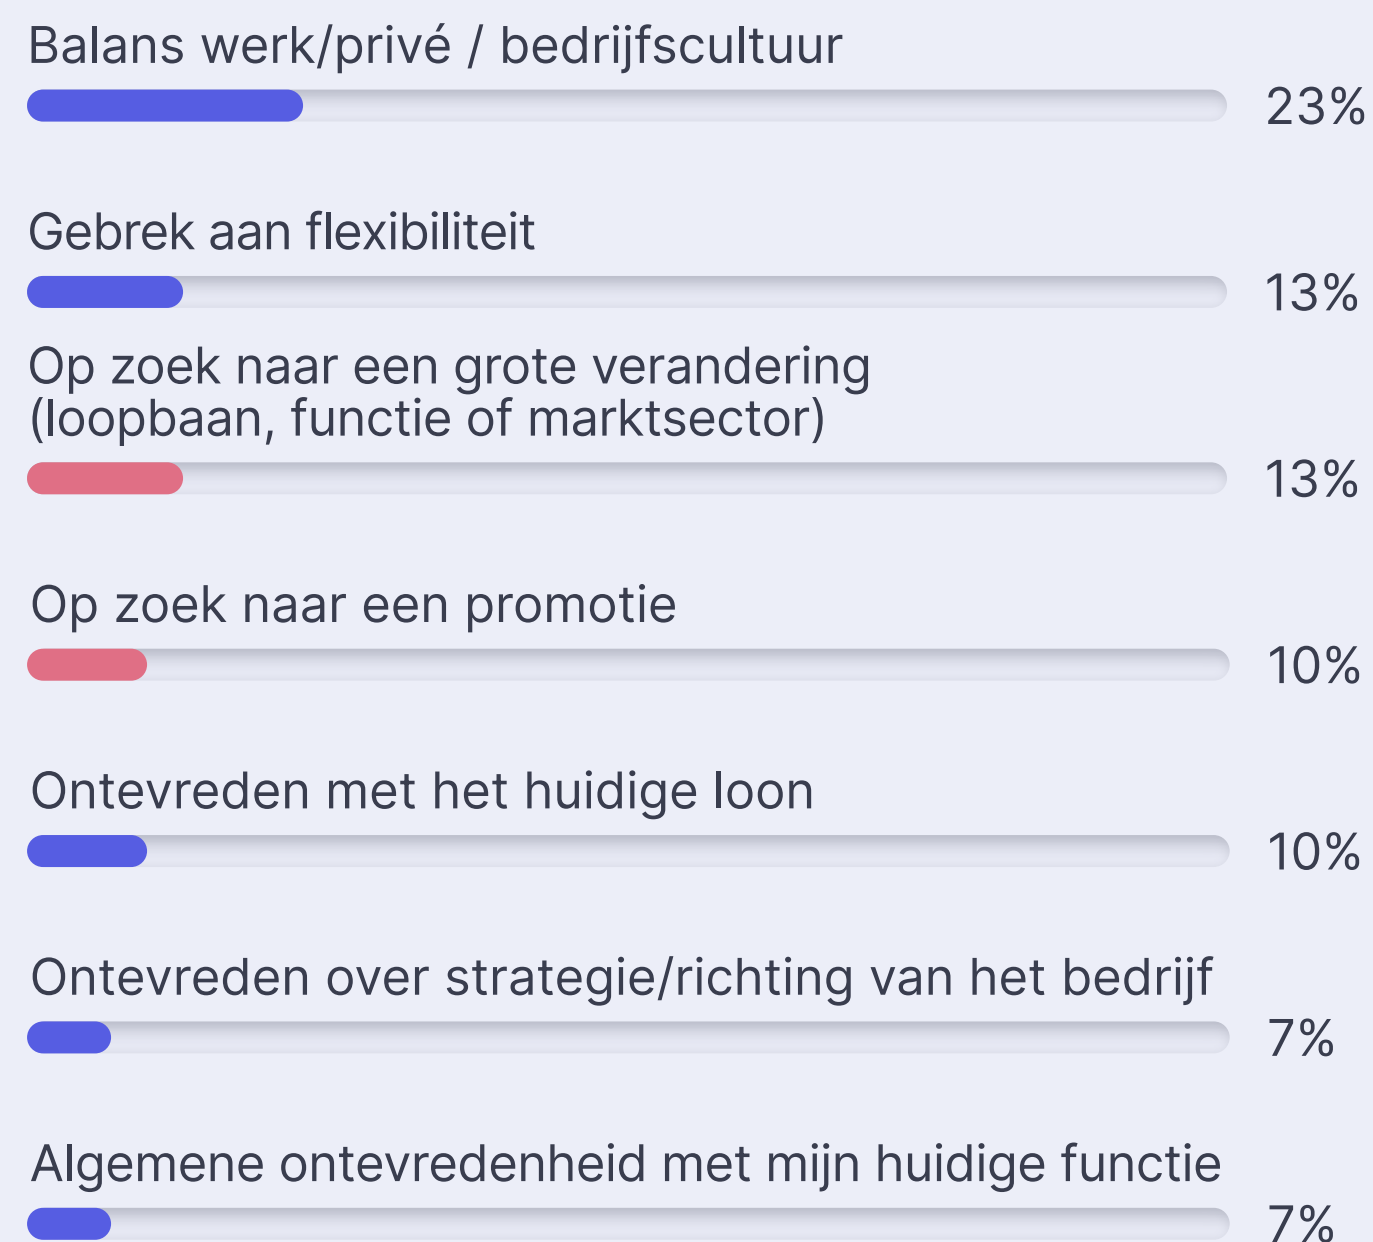 Balans werk/privé / bedrijfscultuur
23%
Gebrek aan flexibiliteit
13%
Op zoek naar een grote verandering
(loopbaan, functie of marktsector)
13%
Op zoek naar een promotie
10%
Ontevreden met het huidige loon
10%
Ontevreden over strategie/richting van het bedrijf
7%
Algemene ontevredenheid met mijn huidige functie
7%